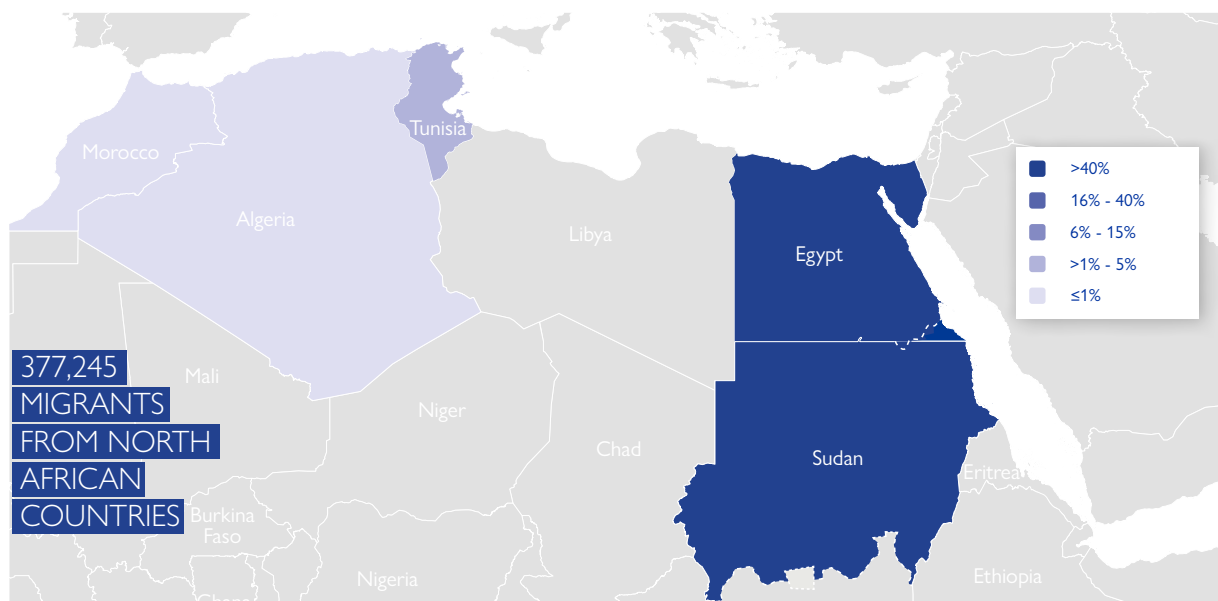 Tunisia
Morocco
>40%
16% - 40%
Algeria
6% - 15%
Libya
Egypt
>1% - 5%
≤1%
377,245
MIGRANTS
FROM NORTH
AFRICAN
COUNTRIES
Mali
Niger
Chad
Sudan
Eritrea
Burkina
Faso
Nigeria
Ethiopia